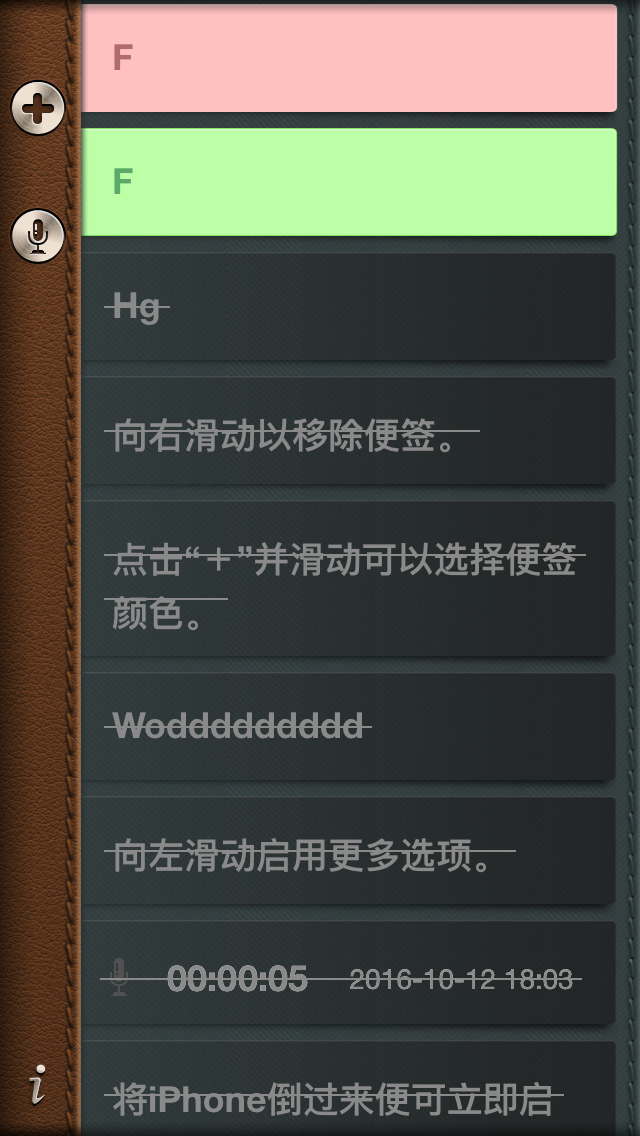 F
F
Hg
向右滑动以移除便签。
点击“＋”并滑动可以选择便签
颜色。
Wodddddddddd
向左滑动启用更多选项。
00:00:05 2016-10-12 18:03
将iPhone倒过来便可立即启
i